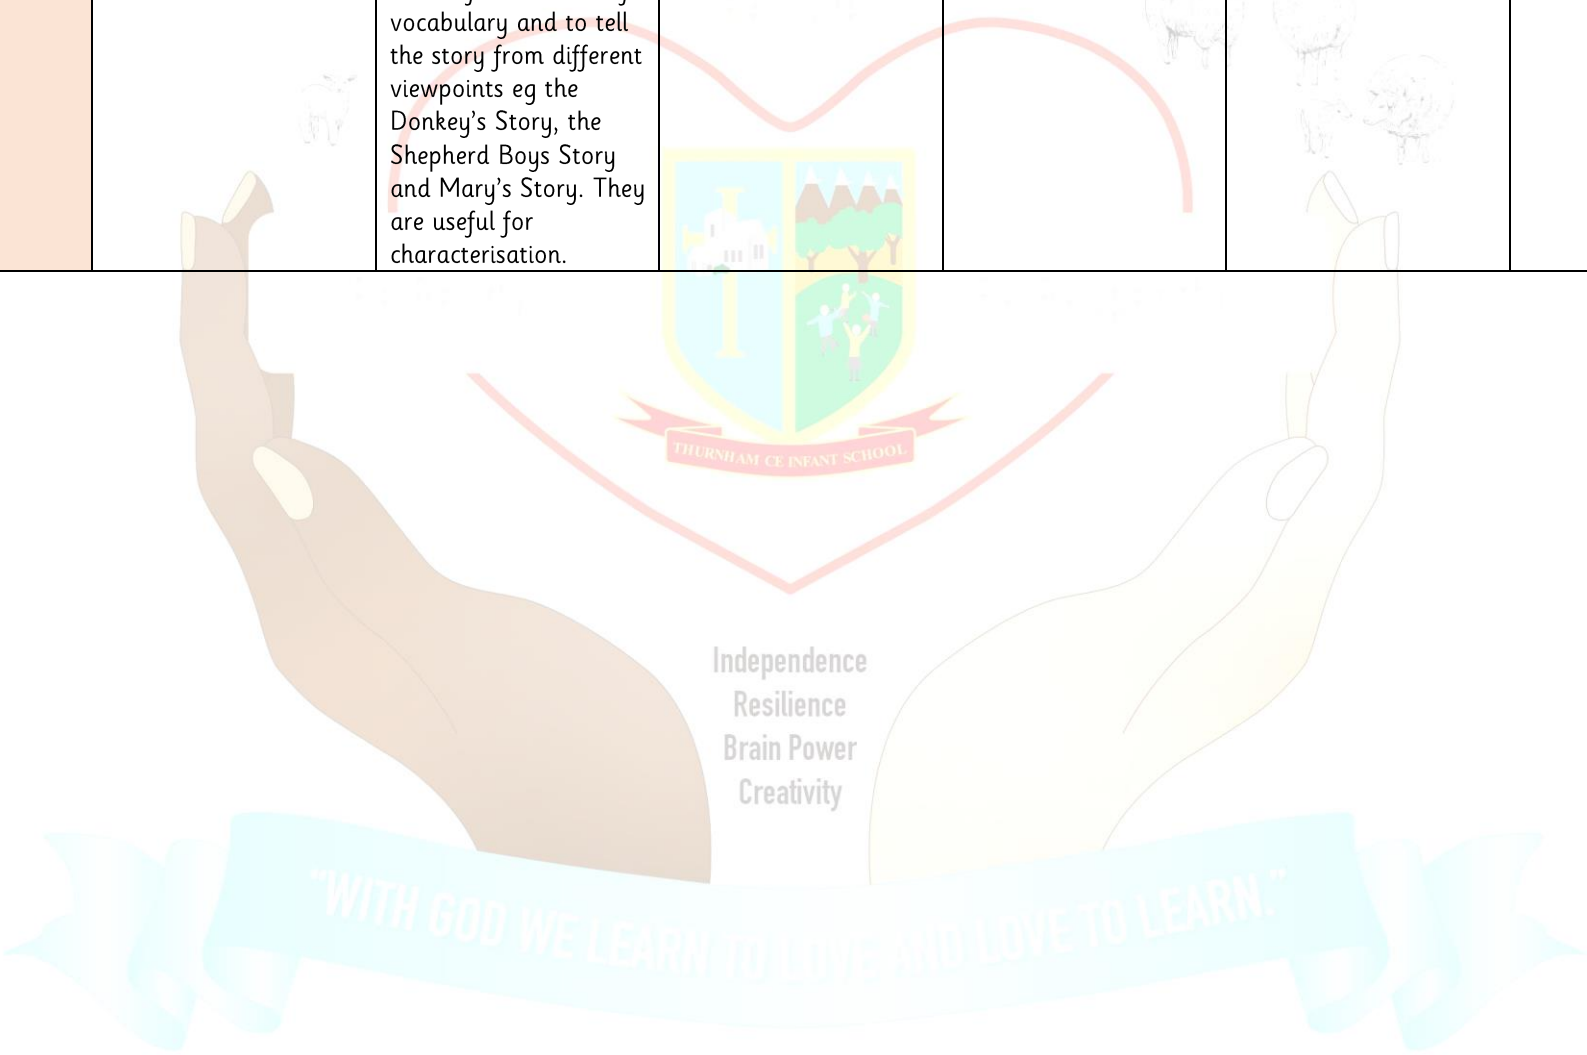 vocabulary and to tell
the story from different
viewpoints eg the
Donkey's Story, the
Shepherd Boys Story
and Mary's Story. They
are useful for
characterisation.
THURNHAM CE INFANT SCHOOL
Independence
Resilience
Brain Power
Creativity
"WITH GOD WE LEARN TO LOVE AND LOVE TO LEARN."